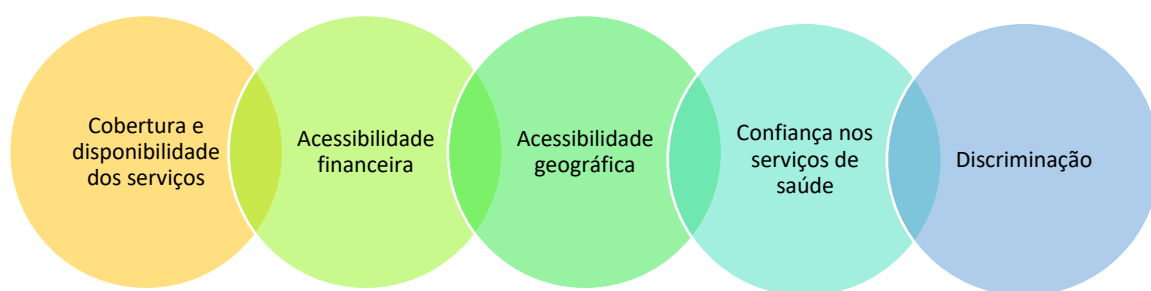 Cobertura e
disponibilidade
dos serviços
Acessibilidade
financeira
Acessibilidade
geográfica
Confiança nos
serviços de
saúde
Discriminação